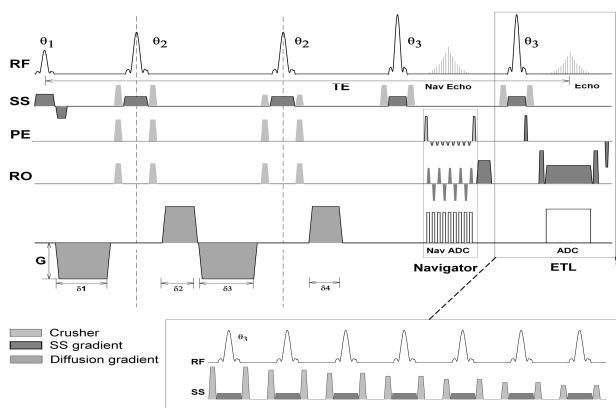 θ1 θ2 θ2 θ3 θ3
RF
Nav Echo Echo
TE
SS
PE
RO
G
δ1 δ2 δ3 δ4
Nav ADC ADC
Navigator ETL
Crusher
SS gradient
Diffusion gradient
θ3
RF
SS